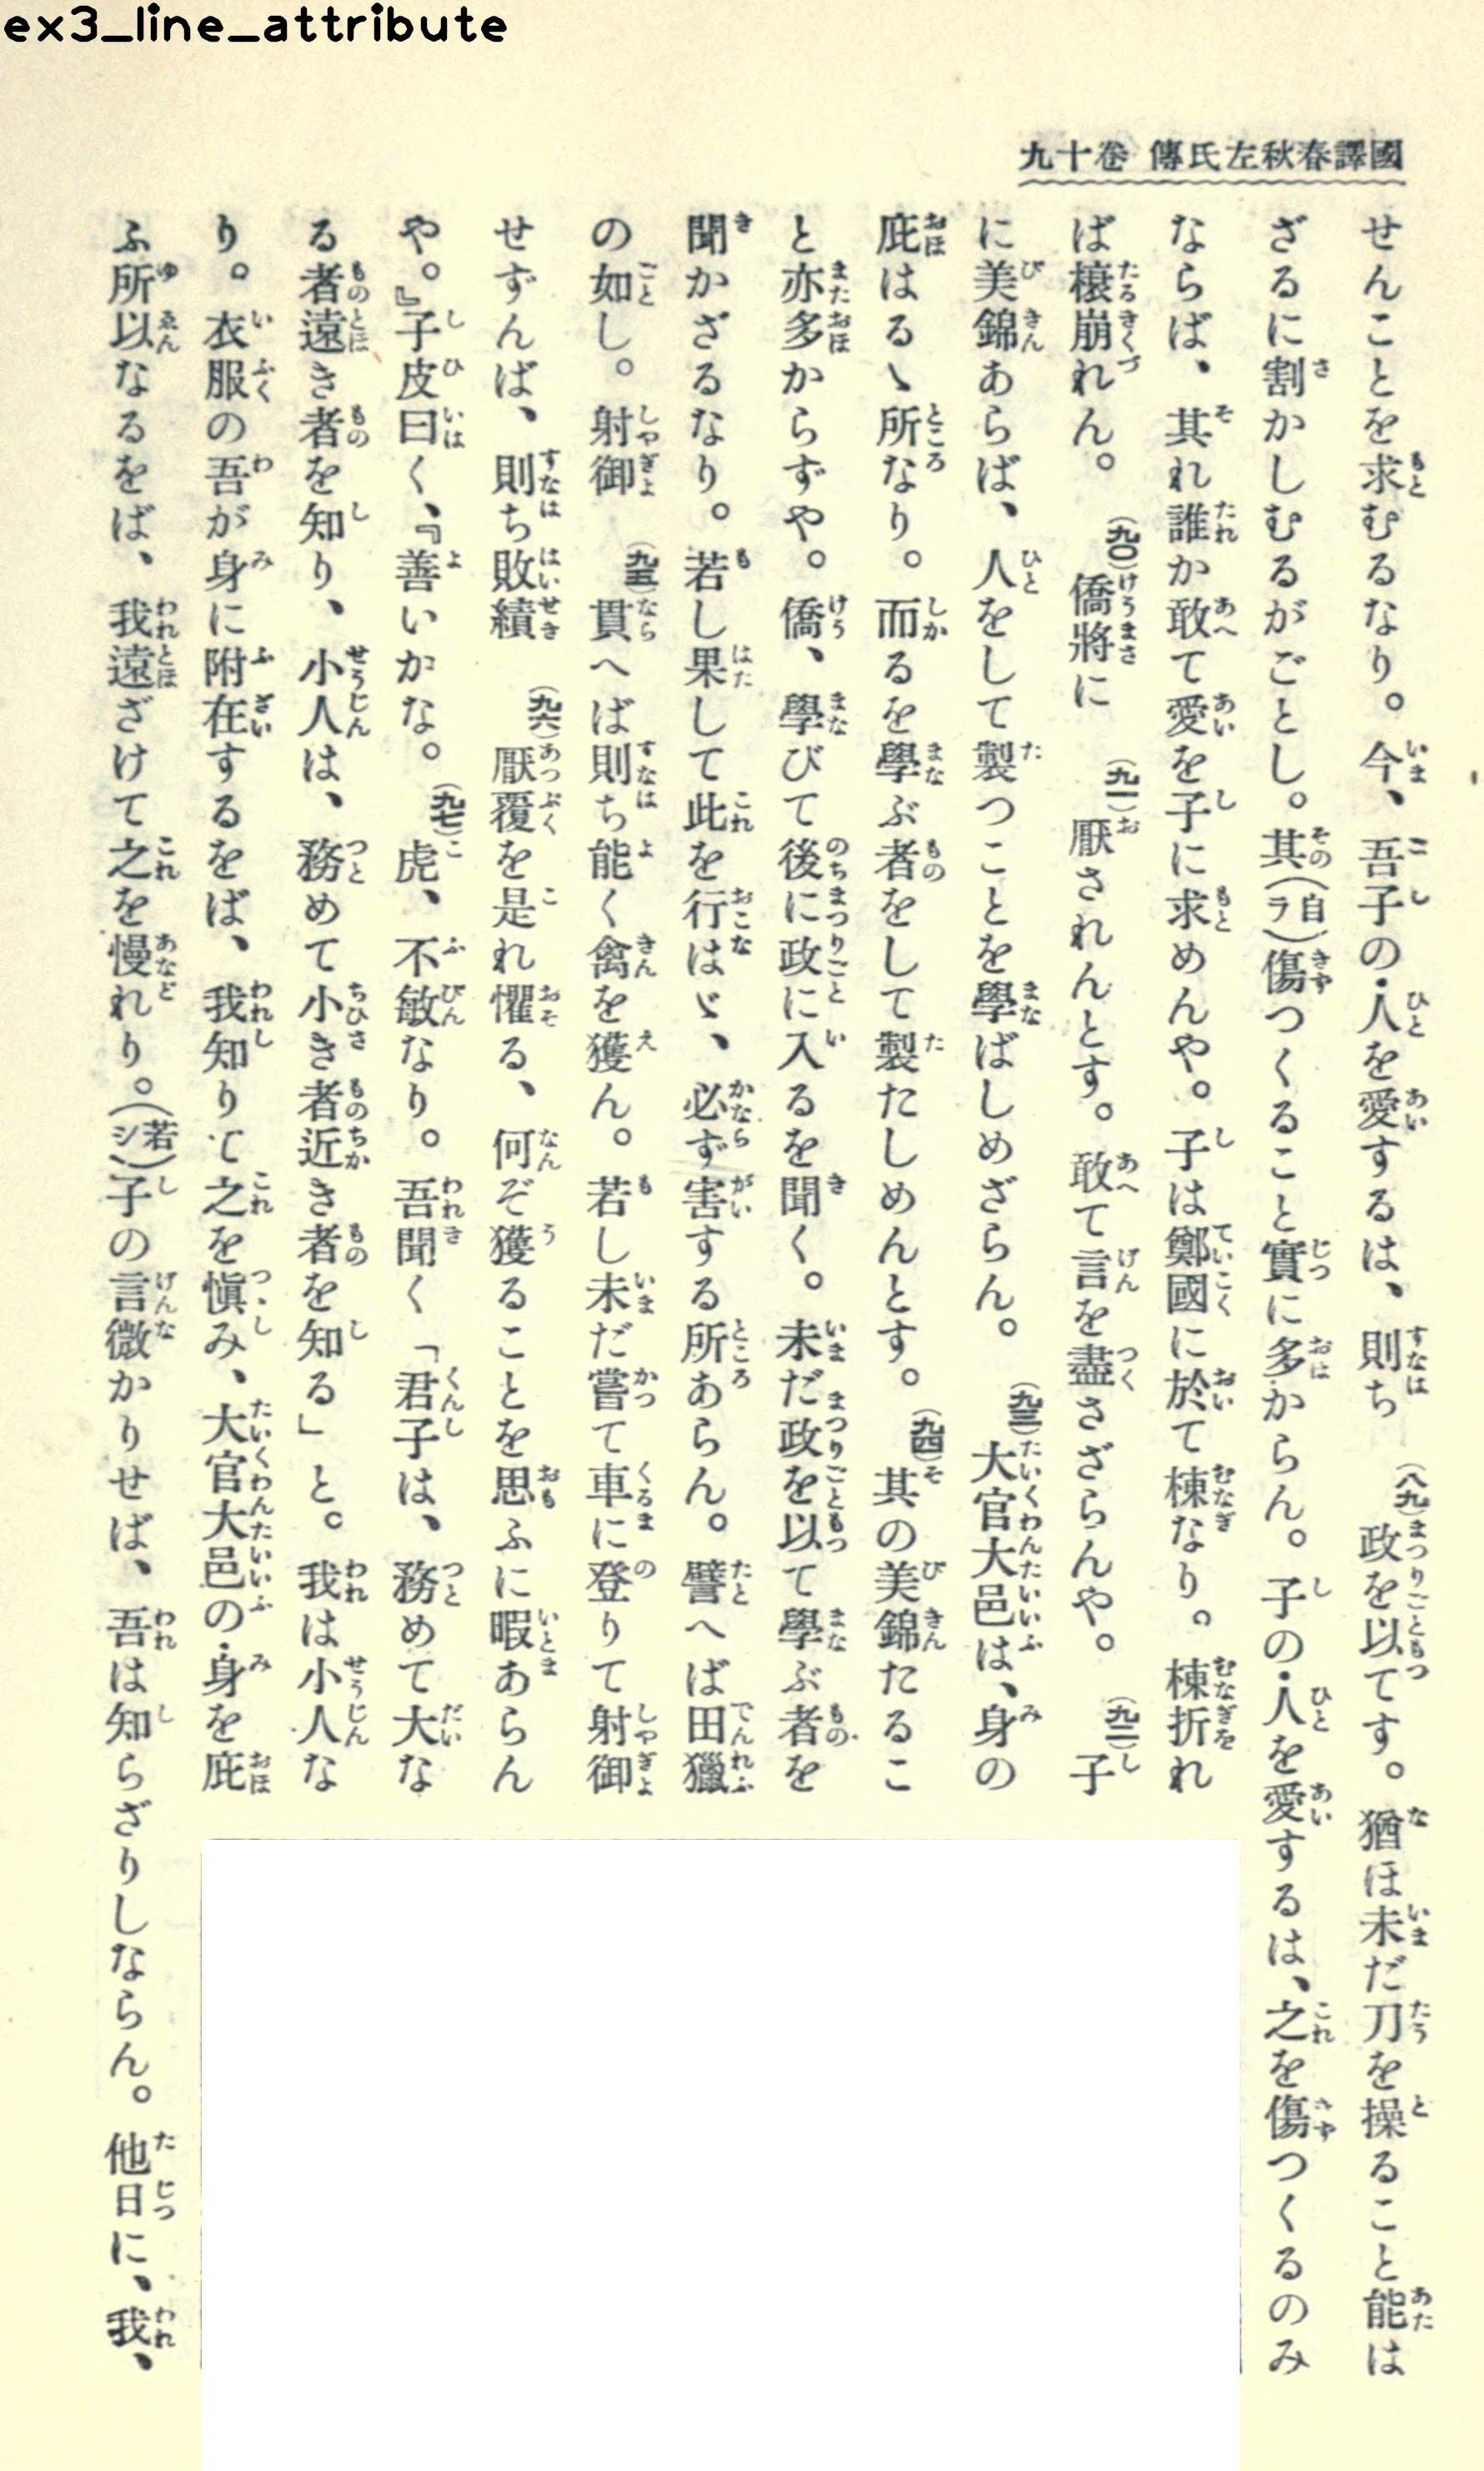 ex3_line_attribute
國譯春秋左氏傳 卷十九
せんことを求むるなり。今、吾子の・人を愛するは、則ち(八九)政を以てす。猶ほ未だ刀を操ること能は
ざるに割かしむるがごとし。其(自ラ)傷つくること實に多からん。子の・人を愛するは、之を傷つくるのみ
ならば、其れ誰か敢て愛を子に求めんや。子は鄭國に於て棟なり。棟折れ
ば榱崩れん。(九〇)僑將に(九一)厭されんとす。敢て言を盡さざらんや。(九二)子
に美錦あらば、人をして製つことを學ばしめざらん。(九三)大官大邑は、身の
庇はるゝ所なり。而るを學ぶ者をして製たしめんとす。(九四)其の美錦たるこ
と亦多からずや。僑、學びて後に政に入るを聞く。未だ政を以て學ぶ者を
聞かざるなり。若し果して此を行はゞ、必ず害する所あらん。譬へば田獵
の如し。射御(九五)貫へば則ち能く禽を獲ん。若し未だ嘗て車に登りて射御
せずんば、則ち敗績(九六)厭覆を是れ懼る、何ぞ獲ることを思ふに暇あらん
や。』子皮曰く、『善いかな。(九七)虎、不敏なり。吾聞く「君子は、務めて大な
る者遠き者を知り、小人は、務めて小き者近き者を知る」と。我は小人な
り。衣服の吾が身に附在するをば、我知りて之を愼み、大官大邑の・身を庇
ふ所以なるをば、我遠ざけて之を慢れり。(若シ)子の言微かりせば、吾は知らざりしならん。他日に、我、